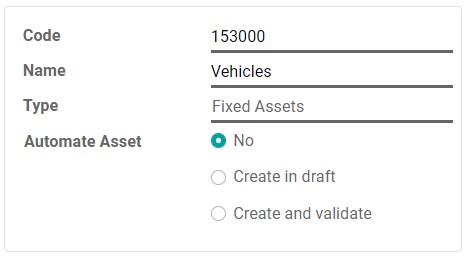 Code 153000
Name Vehicles
Type Fixed Assets
Automate Asset No
Create in draft
Create and validate